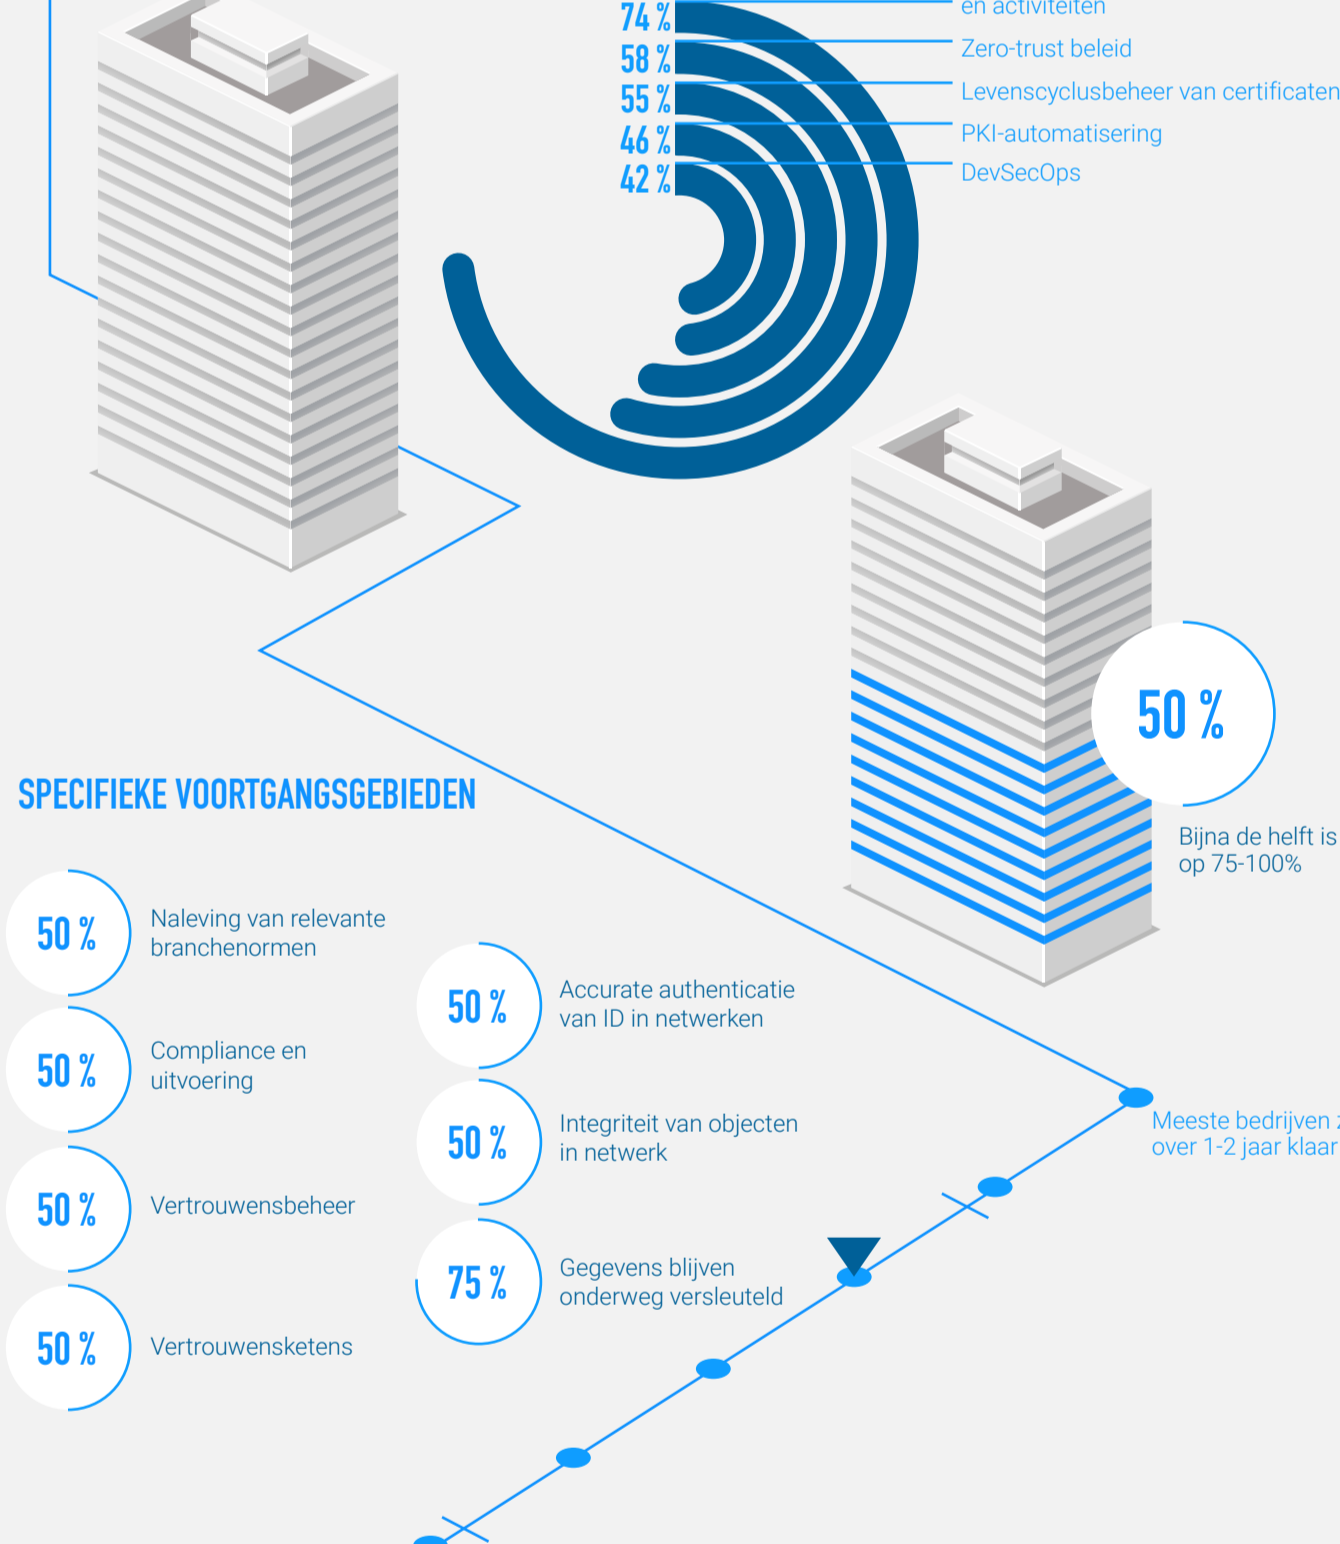 74 %
en activiteiten
58 %
Zero-trust beleid
55 %
Levenscyclusbeheer van certificaten
46 %
PKI-automatisering
42 %
DevSecOps
50 %
Bijna de helft is
op 75-100%
SPECIFIEKE VOORTGANGSGEBIEDEN
50 %
Naleving van relevante
branchenormen
50 %
Compliance en
uitvoering
50 %
Vertrouwensbeheer
50 %
Vertrouwensketens
50 %
Accurate authenticatie
van ID in netwerken
50 %
Integriteit van objecten
in netwerk
75 %
Gegevens blijven
onderweg versleuteld
Meeste bedrijven
over 1-2 jaar klaar